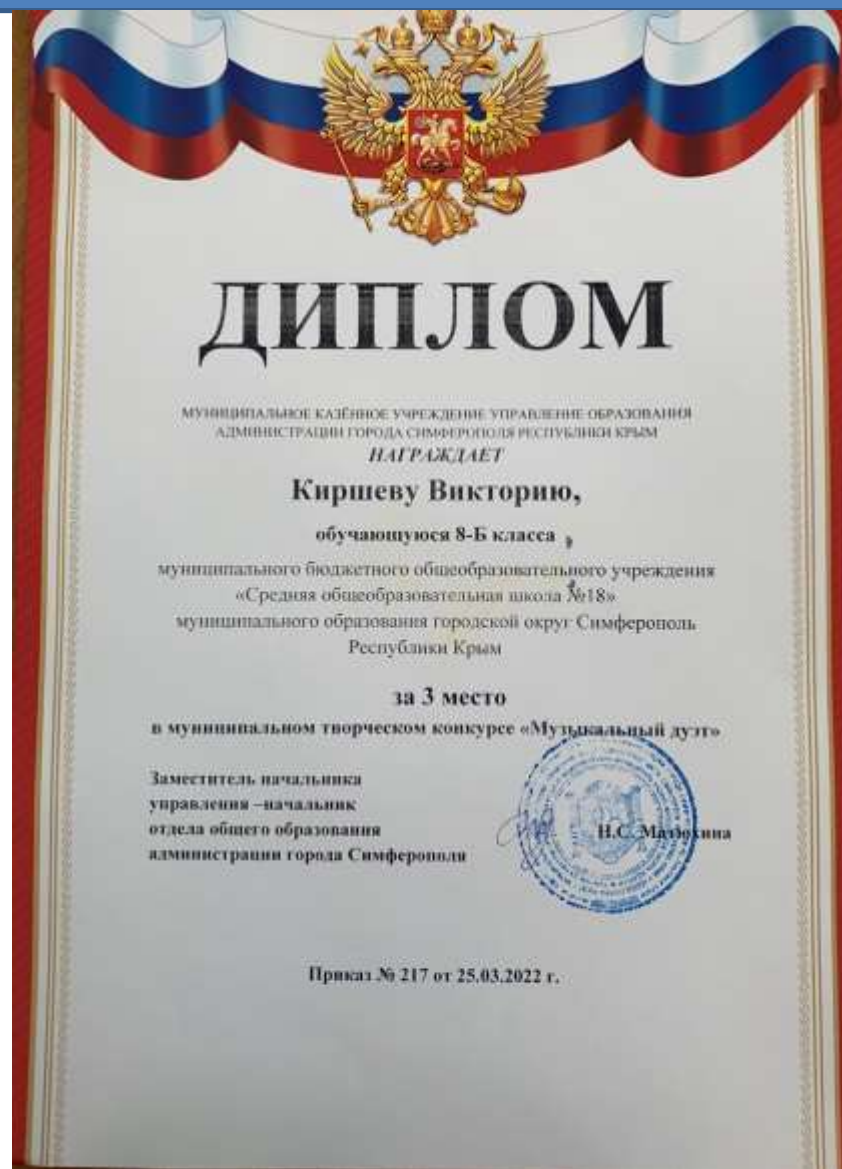 ДИПЛОМ
МУНИЦИПАЛЬНОЕ КАЗЁННОЕ УЧРЕЖДЕНИЕ УПРАВЛЕНИЕ ОБРАЗОВАНИЯ
АДМИНИСТРАЦИИ ГОРОДА СИМФЕРОПОЛЯ РЕСПУБЛИКИ КРЫМ
НАГРАЖДАЕТ
Киршеву Викторию,
обучающуюся 8-Б класса
муниципального бюджетного общеобразовательного учреждения
«Средняя общеобразовательная школа №18»
муниципального образования городской округ Симферополь
Республики Крым
за 3 место
в муниципальном творческом конкурсе «Музыкальный дуэт»
Заместитель начальника
управления –начальник
отдела общего образования
администрации города Симферополя
Н.С. Матюхина
Приказ № 217 от 25.03.2022 г.